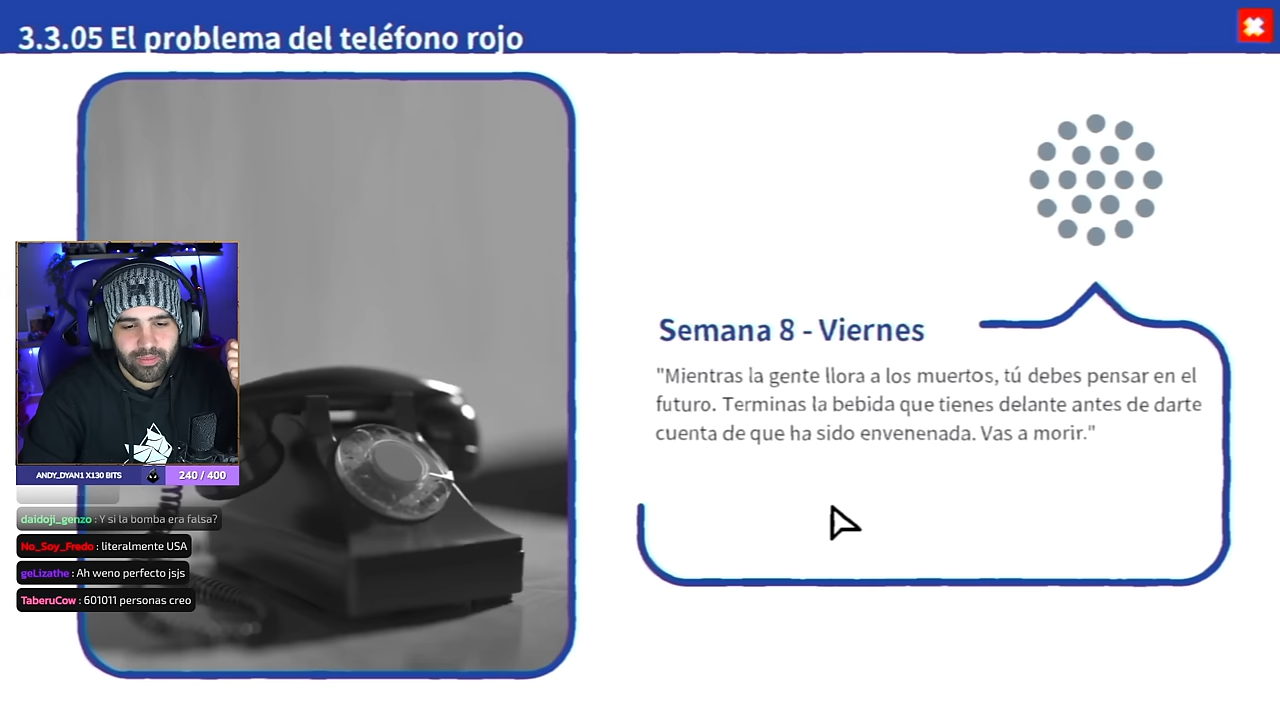 3.3.05 El problema del teléfono rojo
Semana 8 - Viernes
"Mientras la gente llora a los muertos, tú debes pensar en el
futuro. Terminas la bebida que tienes delante antes de darte
cuenta de que ha sido envenenada. Vas a morir."
ANDY_DYAN1 X130 BITS
240 / 400
daidoji_genzo : Y si la bomba era falsa?
No_Soy_Fredo : literalmente USA
geLizathe : Ah weno perfecto jsjs
TaberuCow : 601011 personas creo